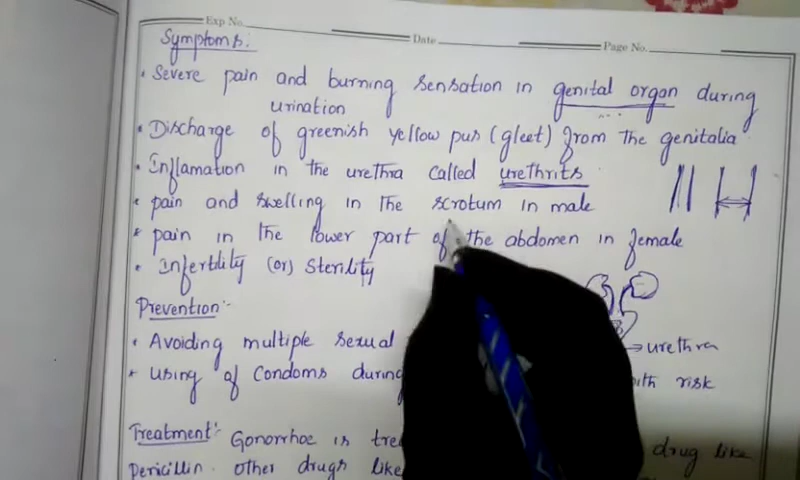 Exp No.
Date
Page No.
Symptoms:
• Severe pain and burning sensation in genital organ during
urination
• Discharge of greenish yellow pus (gleet) from the genitalia
• Inflamation in the urethra called urethrits
• pain and swelling in the scrotum in male
• pain in the lower part of the abdomen in female
• Infertility (or) Sterility
Prevention:-
• Avoiding multiple sexual
→ urethra
• Using of Condoms during with risk
Treatment: Gonorrhoe is drug like
Penicillin. Other drugs like